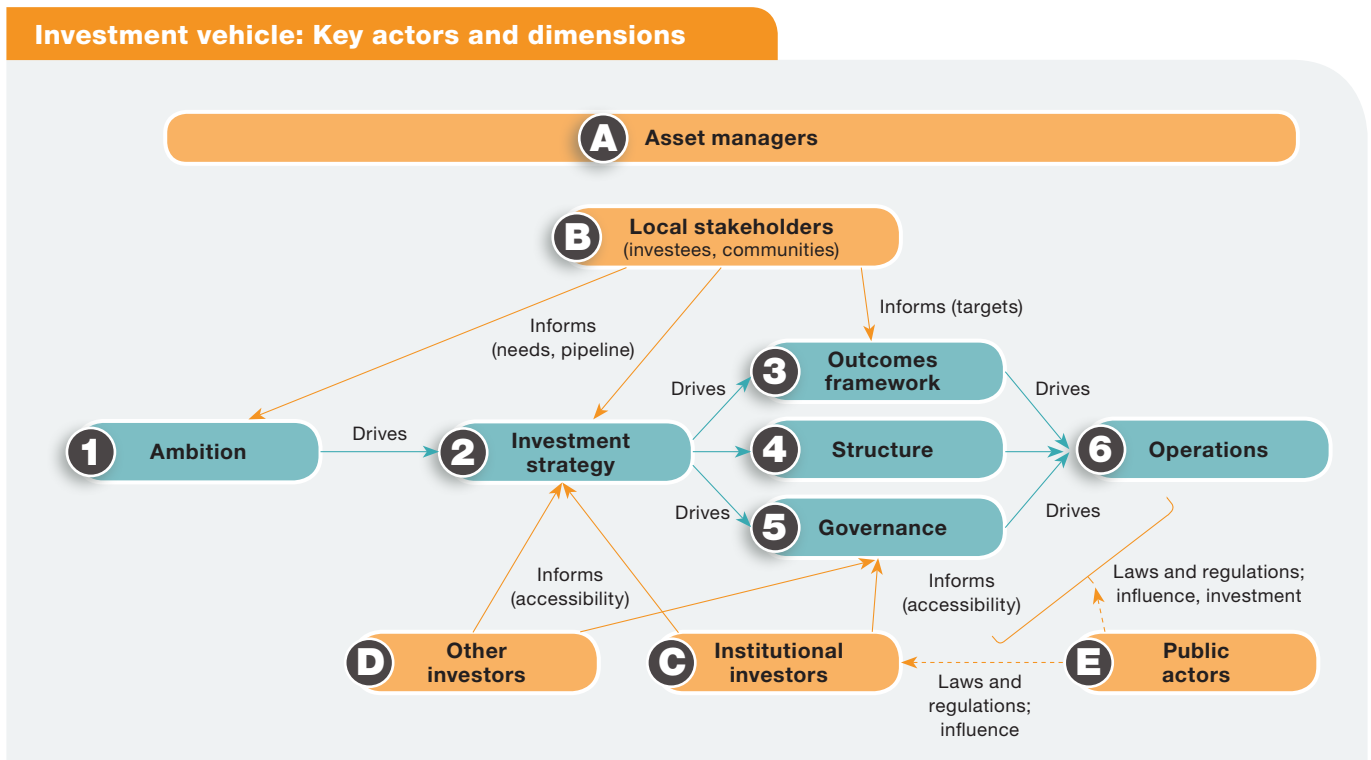 Investment vehicle: Key actors and dimensions
A Asset managers
B Local stakeholders
(investees, communities)
Informs
(needs, pipeline)
Informs (targets)
1 Ambition
Drives
2 Investment
strategy
Drives
Drives
3 Outcomes
framework
4 Structure
5 Governance
Drives
Drives
6 Operations
Informs
(accessibility)
Informs
(accessibility)
Laws and regulations;
influence, investment
D Other
investors
C Institutional
investors
Laws and
regulations;
influence
E Public
actors